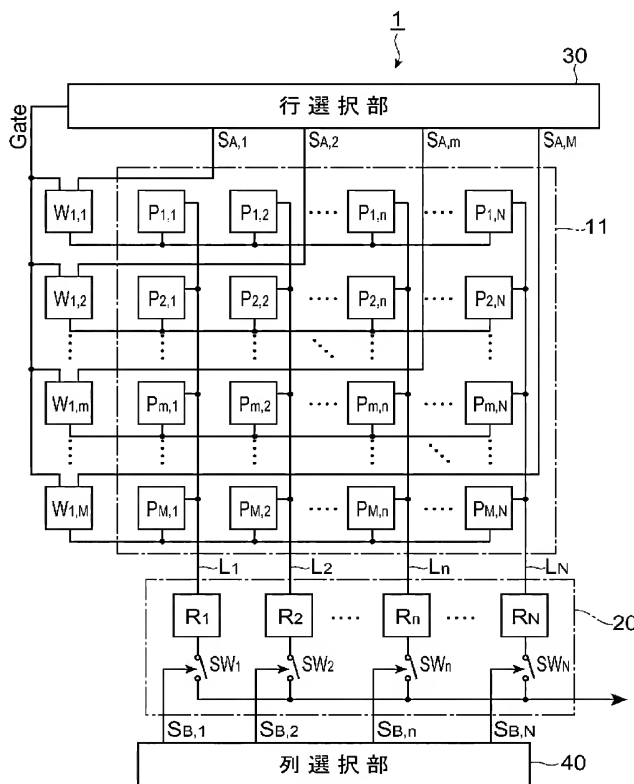 1
30
行選択部
Gate
SA,1 SA,2 SA,m SA,M
W1,1 P1,1 P1,2 ···· P1,n ···· P1,N
11
W1,2 P2,1 P2,2 ···· P2,n ···· P2,N
W1,m Pm,1 Pm,2 ···· Pm,n ···· Pm,N
W1,M PM,1 PM,2 ···· PM,n ···· PM,N
L1 L2 Ln LN
R1 R2 ···· Rn ···· RN
20
SW1 SW2 SWn SWN
SB,1 SB,2 SB,n SB,N
列選択部
40